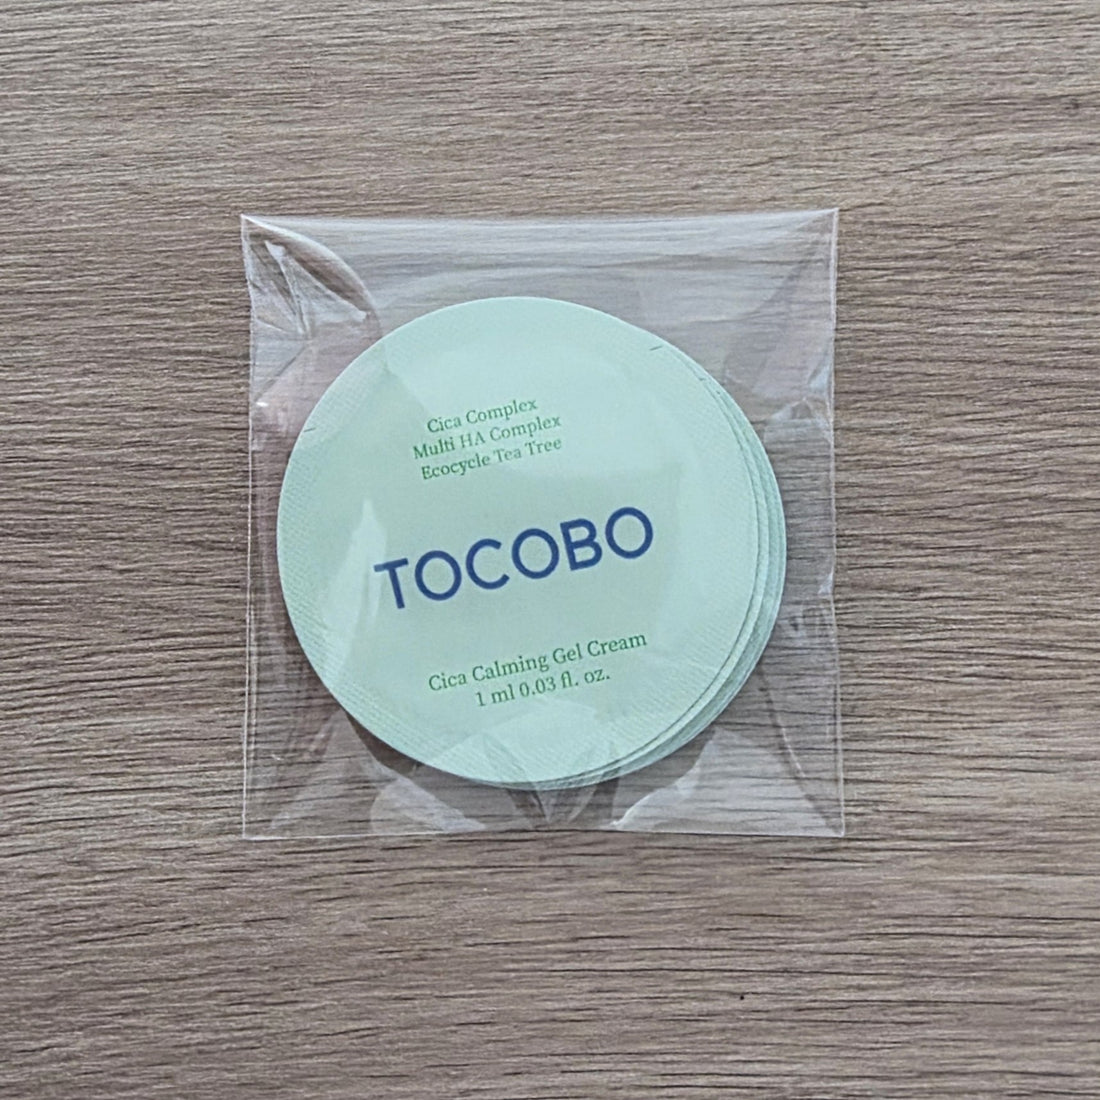 Cica Complex
Multi HA Complex
Ecocycle Tea Tree
TOCOBO
Cica Calming Gel Cream
1 ml 0.03 fl. oz.